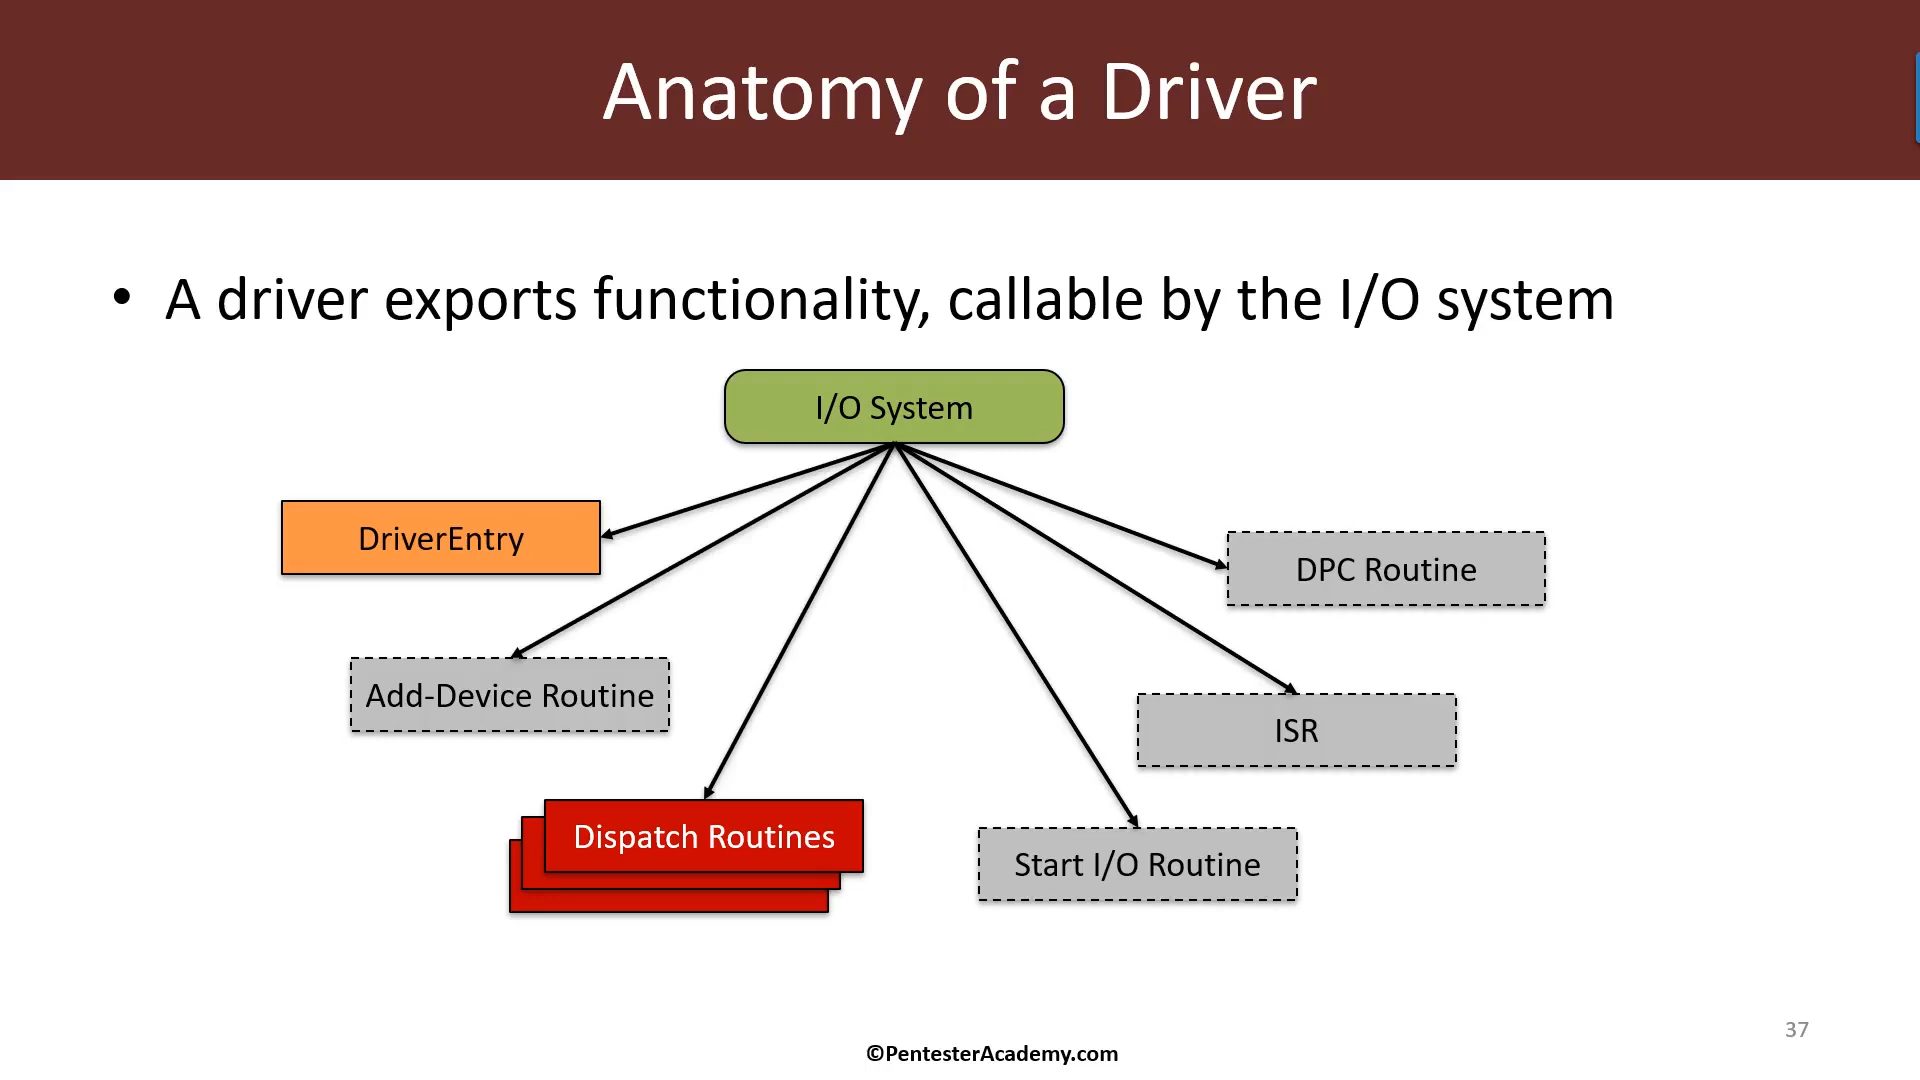 Anatomy of a Driver
• A driver exports functionality, callable by the I/O system
I/O System
DriverEntry
DPC Routine
Add-Device Routine
ISR
Dispatch Routines
Start I/O Routine
37
©PentesterAcademy.com